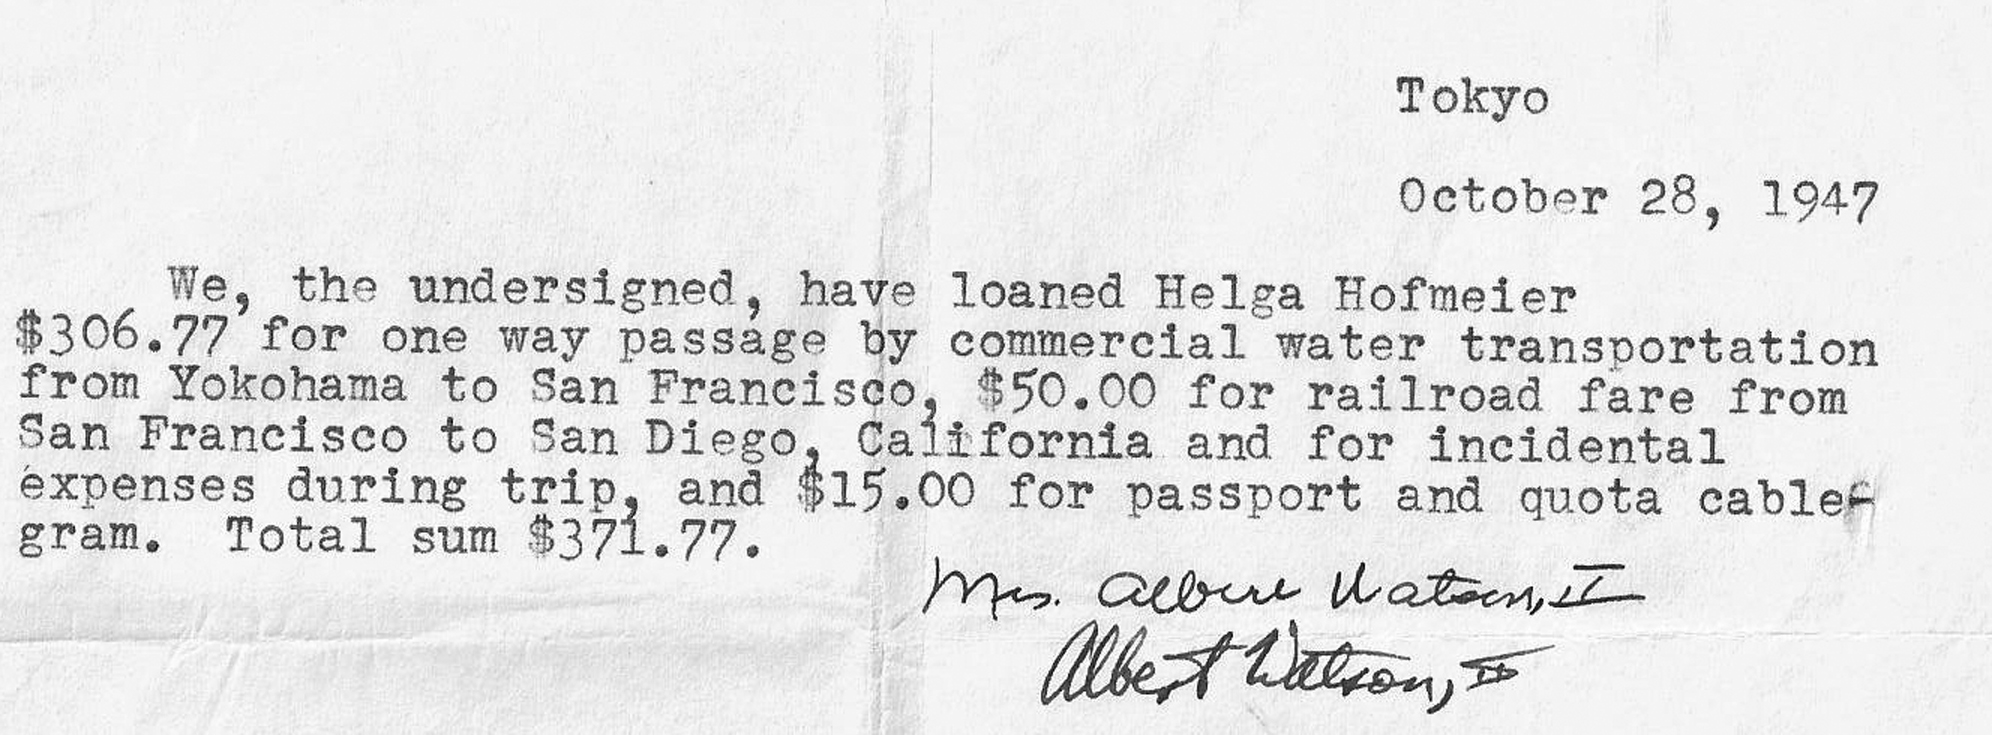 Tokyo
October 28, 1947
We, the undersigned, have loaned Helga Hofmeier
$306.77 for one way passage by commercial water transportation
from Yokohama to San Francisco, $50.00 for railroad fare from
San Francisco to San Diego, California and for incidental
expenses during trip, and $15.00 for passport and quota cable-
gram. Total sum $371.77.
Mrs. Albert Watson, II
Albert Watson, II